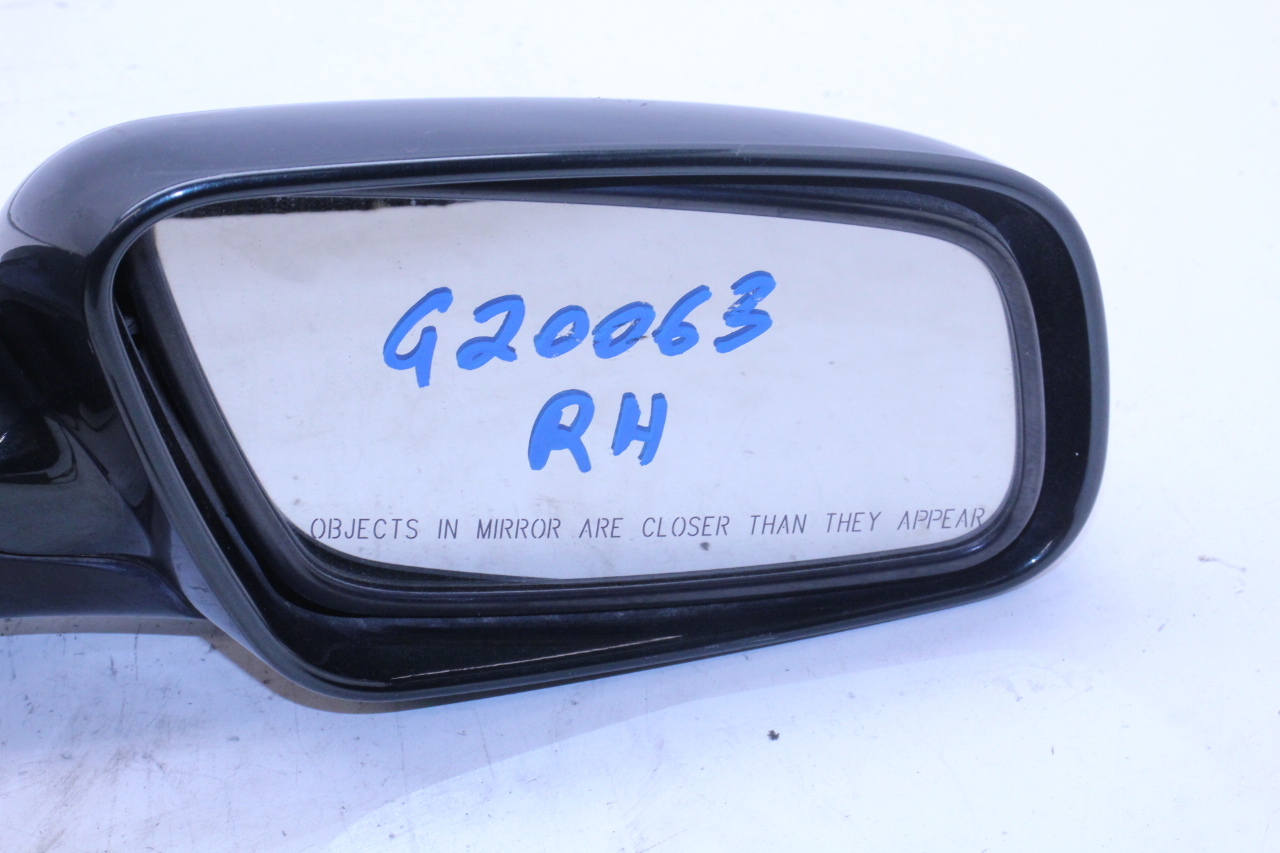 G20063
RH
OBJECTS IN MIRROR ARE CLOSER THAN THEY APPEAR